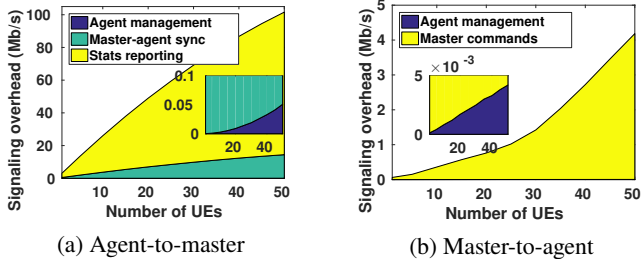 Signaling overhead (Mb/s)
100
80
60
40
20
0
Agent management
Master-agent sync
Stats reporting
0.1
0.05
0
20 40
10 20 30 40 50
Number of UEs
(a) Agent-to-master
Signaling overhead (Mb/s)
5
4
3
2
1
0
Agent management
Master commands
5 × 10 -3
0
20 40
10 20 30 40 50
Number of UEs
(b) Master-to-agent